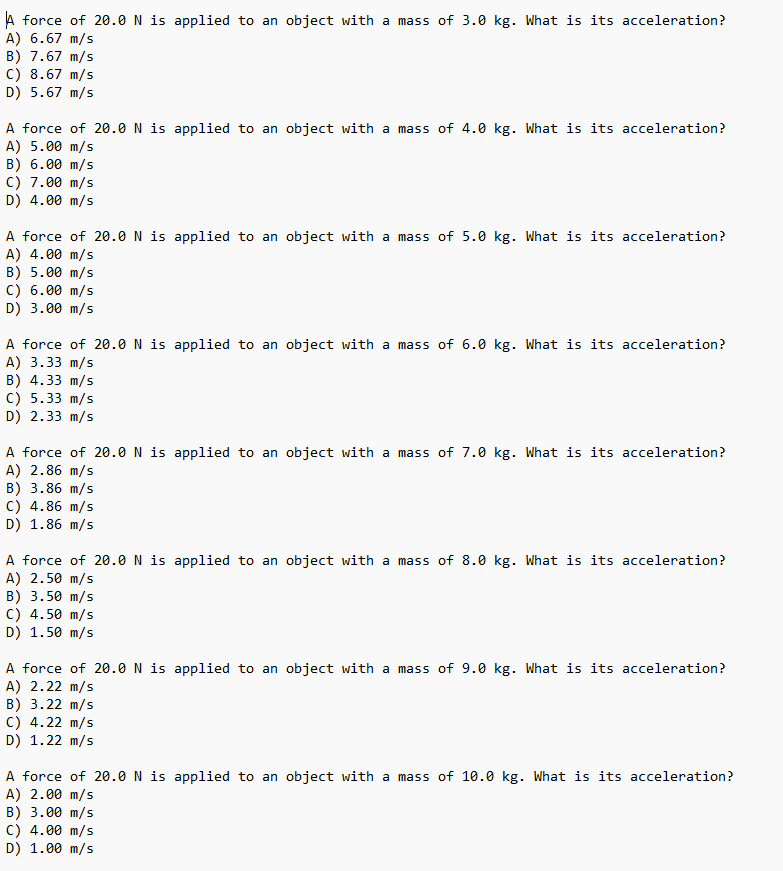 A force of 20.0 N is applied to an object with a mass of 3.0 kg. What is its acceleration?
A) 6.67 m/s
B) 7.67 m/s
C) 8.67 m/s
D) 5.67 m/s
A force of 20.0 N is applied to an object with a mass of 4.0 kg. What is its acceleration?
A) 5.00 m/s
B) 6.00 m/s
C) 7.00 m/s
D) 4.00 m/s
A force of 20.0 N is applied to an object with a mass of 5.0 kg. What is its acceleration?
A) 4.00 m/s
B) 5.00 m/s
C) 6.00 m/s
D) 3.00 m/s
A force of 20.0 N is applied to an object with a mass of 6.0 kg. What is its acceleration?
A) 3.33 m/s
B) 4.33 m/s
C) 5.33 m/s
D) 2.33 m/s
A force of 20.0 N is applied to an object with a mass of 7.0 kg. What is its acceleration?
A) 2.86 m/s
B) 3.86 m/s
C) 4.86 m/s
D) 1.86 m/s
A force of 20.0 N is applied to an object with a mass of 8.0 kg. What is its acceleration?
A) 2.50 m/s
B) 3.50 m/s
C) 4.50 m/s
D) 1.50 m/s
A force of 20.0 N is applied to an object with a mass of 9.0 kg. What is its acceleration?
A) 2.22 m/s
B) 3.22 m/s
C) 4.22 m/s
D) 1.22 m/s
A force of 20.0 N is applied to an object with a mass of 10.0 kg. What is its acceleration?
A) 2.00 m/s
B) 3.00 m/s
C) 4.00 m/s
D) 1.00 m/s